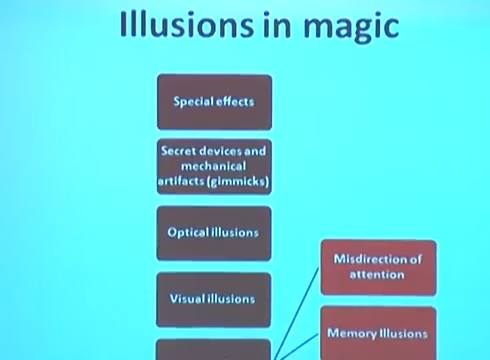 Illusions in magic
Special effects
Secret devices and
mechanical
artifacts (gimmicks)
Optical illusions
Visual illusions
Misdirection of
attention
Memory Illusions